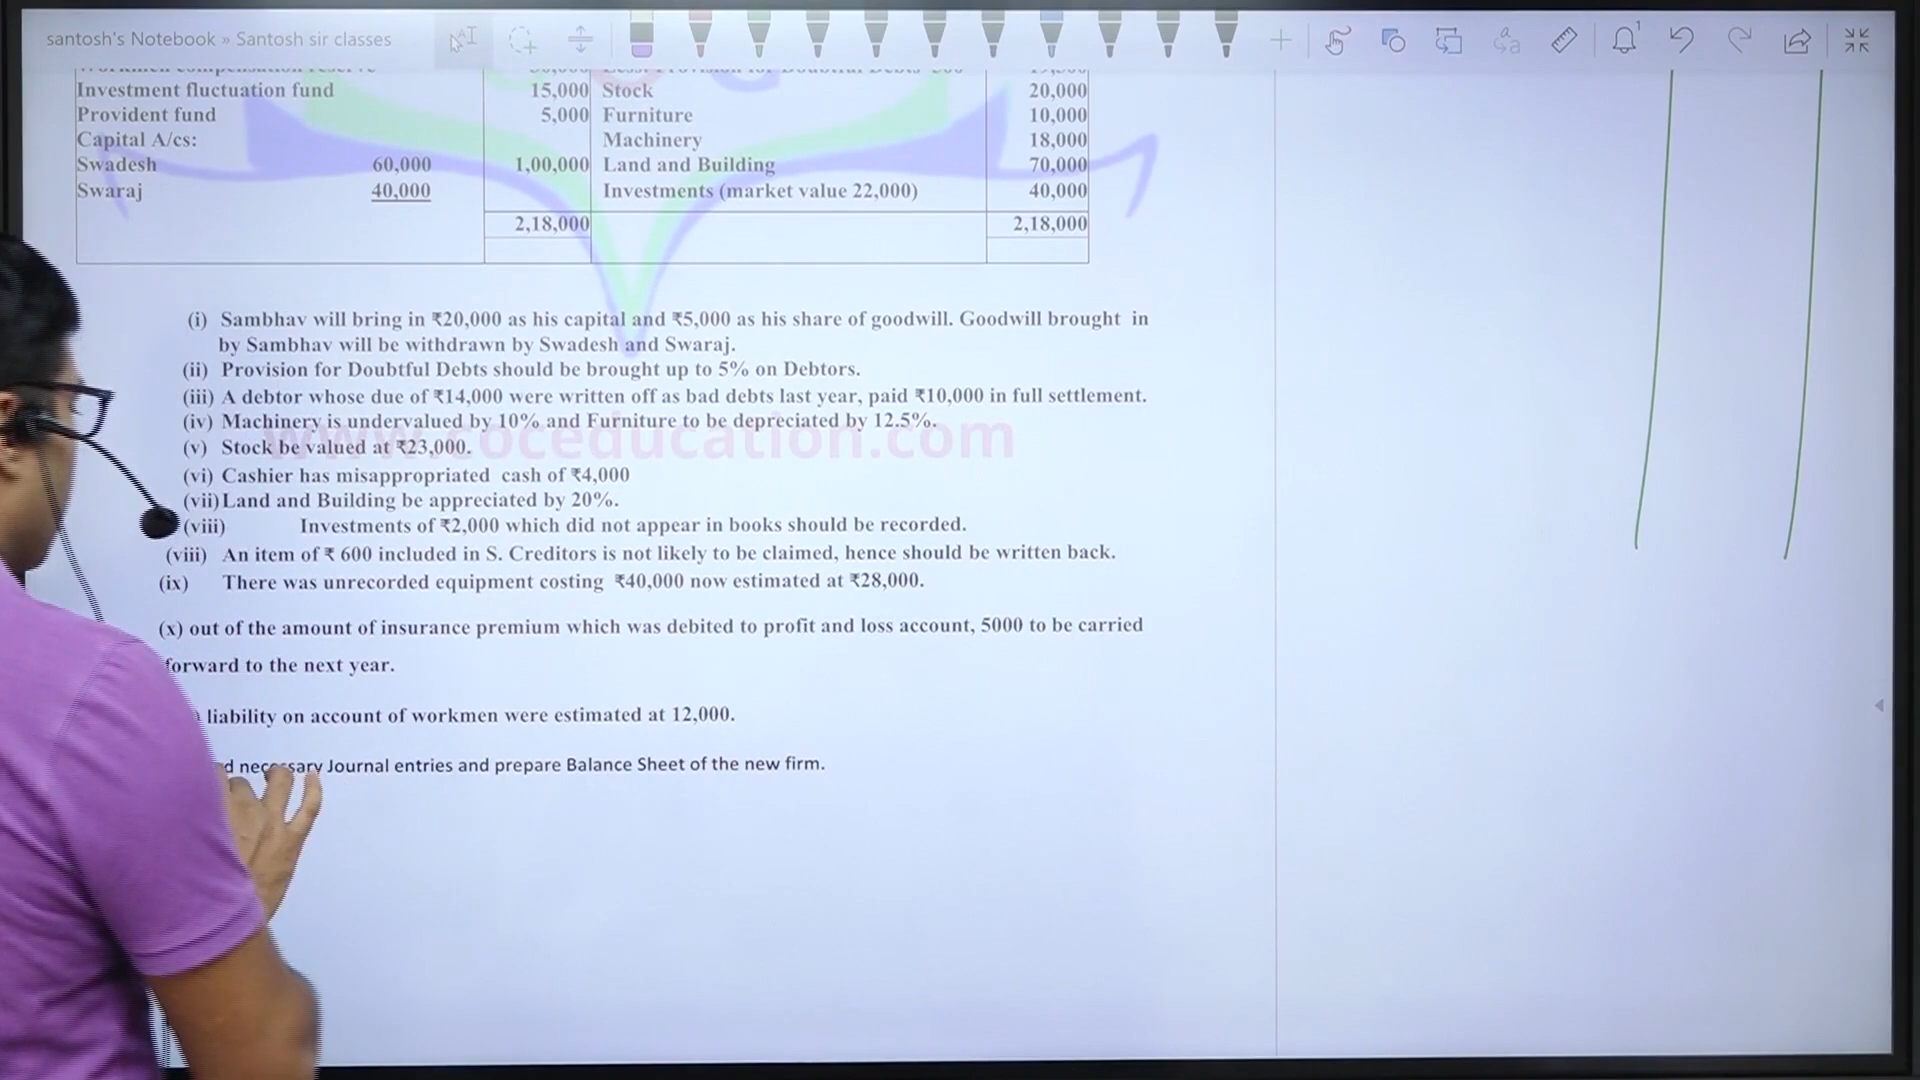 santosh's Notebook » Santosh sir classes
Investment fluctuation fund 15,000 Stock 20,000
Provident fund 5,000 Furniture 10,000
Capital A/cs: Machinery 18,000
Swadesh 60,000 1,00,000 Land and Building 70,000
Swaraj 40,000 Investments (market value 22,000) 40,000
2,18,000 2,18,000
(i) Sambhav will bring in ₹20,000 as his capital and ₹5,000 as his share of goodwill. Goodwill brought in
by Sambhav will be withdrawn by Swadesh and Swaraj.
(ii) Provision for Doubtful Debts should be brought up to 5% on Debtors.
(iii) A debtor whose due of ₹14,000 were written off as bad debts last year, paid ₹10,000 in full settlement.
(iv) Machinery is undervalued by 10% and Furniture to be depreciated by 12.5%.
www.coceducation.com
(v) Stock be valued at ₹23,000.
(vi) Cashier has misappropriated cash of ₹4,000
(vii) Land and Building be appreciated by 20%.
(viii) Investments of ₹2,000 which did not appear in books should be recorded.
(viii) An item of ₹ 600 included in S. Creditors is not likely to be claimed, hence should be written back.
(ix) There was unrecorded equipment costing ₹40,000 now estimated at ₹28,000.
(x) out of the amount of insurance premium which was debited to profit and loss account, 5000 to be carried
forward to the next year.
liability on account of workmen were estimated at 12,000.
necessary Journal entries and prepare Balance Sheet of the new firm.